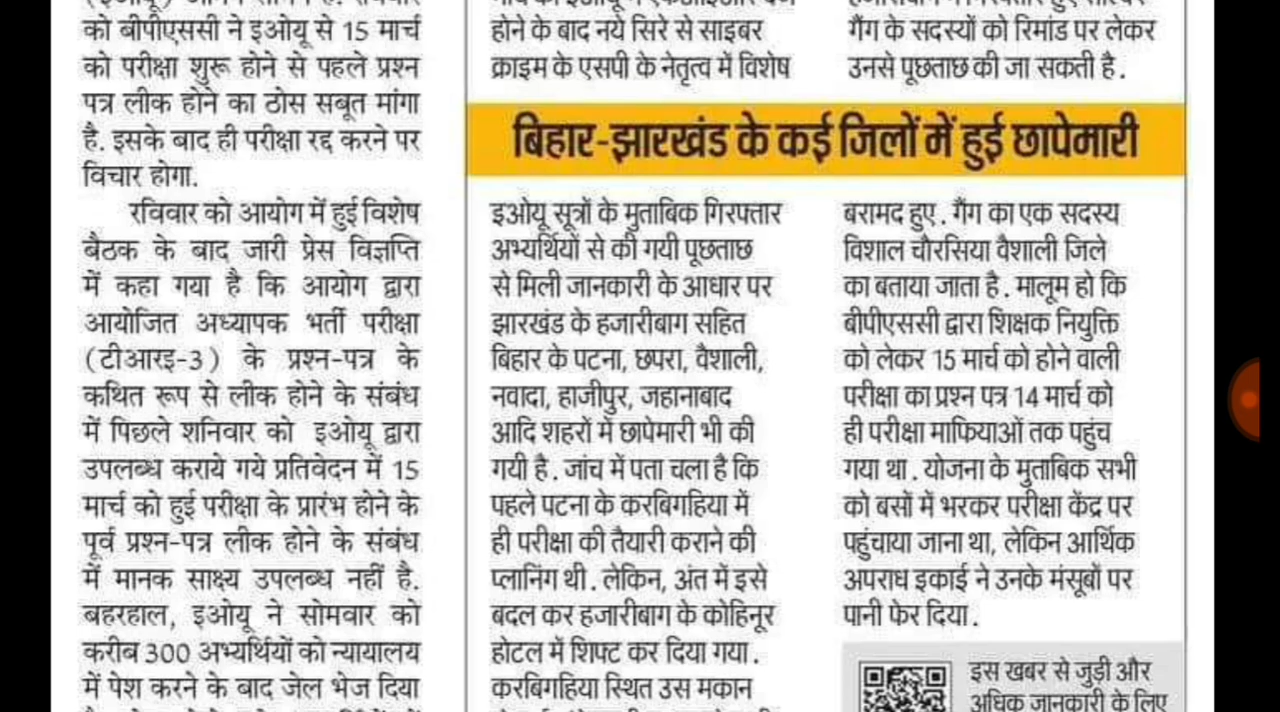 को बीपीएससी ने इओयू से 15 मार्च
को परीक्षा शुरू होने से पहले प्रश्न
पत्र लीक होने का ठोस सबूत मांगा
है. इसके बाद ही परीक्षा रद्द करने पर
विचार होगा.
रविवार को आयोग में हुई विशेष
बैठक के बाद जारी प्रेस विज्ञप्ति
में कहा गया है कि आयोग द्वारा
आयोजित अध्यापक भर्ती परीक्षा
(टीआरइ-3) के प्रश्न-पत्र के
कथित रूप से लीक होने के संबंध
में पिछले शनिवार को इओयू द्वारा
उपलब्ध कराये गये प्रतिवेदन में 15
मार्च को हुई परीक्षा के प्रारंभ होने के
पूर्व प्रश्न-पत्र लीक होने के संबंध
में मानक साक्ष्य उपलब्ध नहीं है.
बहरहाल, इओयू ने सोमवार को
करीब 300 अभ्यर्थियों को न्यायालय
में पेश करने के बाद जेल भेज दिया
होने के बाद नये सिरे से साइबर
क्राइम के एसपी के नेतृत्व में विशेष
गैंग के सदस्यों को रिमांड पर लेकर
उनसे पूछताछ की जा सकती है.
बिहार-झारखंड के कई जिलों में हुई छापेमारी
इओयू सूत्रों के मुताबिक गिरफ्तार
अभ्यर्थियों से की गयी पूछताछ
से मिली जानकारी के आधार पर
झारखंड के हजारीबाग सहित
बिहार के पटना, छपरा, वैशाली,
नवादा, हाजीपुर, जहानाबाद
आदि शहरों में छापेमारी भी की
गयी है. जांच में पता चला है कि
पहले पटना के करबिगहिया में
ही परीक्षा की तैयारी कराने की
प्लानिंग थी. लेकिन, अंत में इसे
बदल कर हजारीबाग के कोहिनूर
होटल में शिफ्ट कर दिया गया.
करबिगहिया स्थित उस मकान
बरामद हुए. गैंग का एक सदस्य
विशाल चौरसिया वैशाली जिले
का बताया जाता है. मालूम हो कि
बीपीएससी द्वारा शिक्षक नियुक्ति
को लेकर 15 मार्च को होने वाली
परीक्षा का प्रश्न पत्र 14 मार्च को
ही परीक्षा माफियाओं तक पहुंच
गया था. योजना के मुताबिक सभी
को बसों में भरकर परीक्षा केंद्र पर
पहुंचाया जाना था, लेकिन आर्थिक
अपराध इकाई ने उनके मंसूबों पर
पानी फेर दिया.
इस खबर से जुड़ी और
अधिक जानकारी के लिए